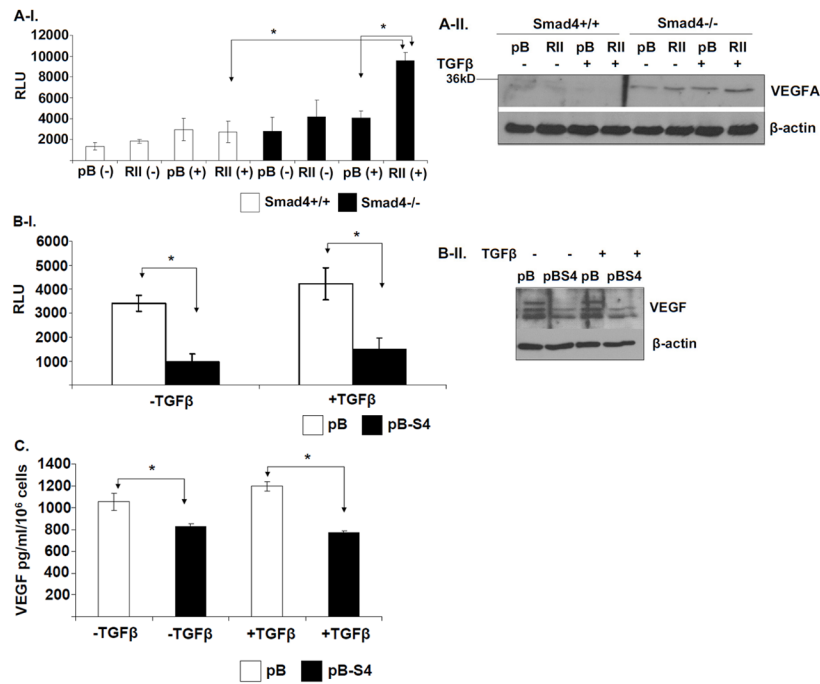 A-I.
12000
10000
8000
6000
4000
2000
RLU
* *
pB (-) RII (-) pB (+) RII (+) pB (-) RII (-) pB (+) RII (+)
Smad4+/+ Smad4-/-
A-II.
Smad4+/+ Smad4-/-
pB RII pB RII pB RII pB RII
TGFβ - - + + - - + +
36kD
VEGFA
β-actin
B-I.
6000
5000
4000
3000
2000
1000
RLU
* *
-TGFβ +TGFβ
pB pB-S4
B-II.
TGFβ - - + +
pB pBS4 pB pBS4
VEGF
β-actin
C.
1400
1200
1000
800
600
400
200
VEGF pg/ml/10⁶ cells
* *
-TGFβ -TGFβ +TGFβ +TGFβ
pB pB-S4